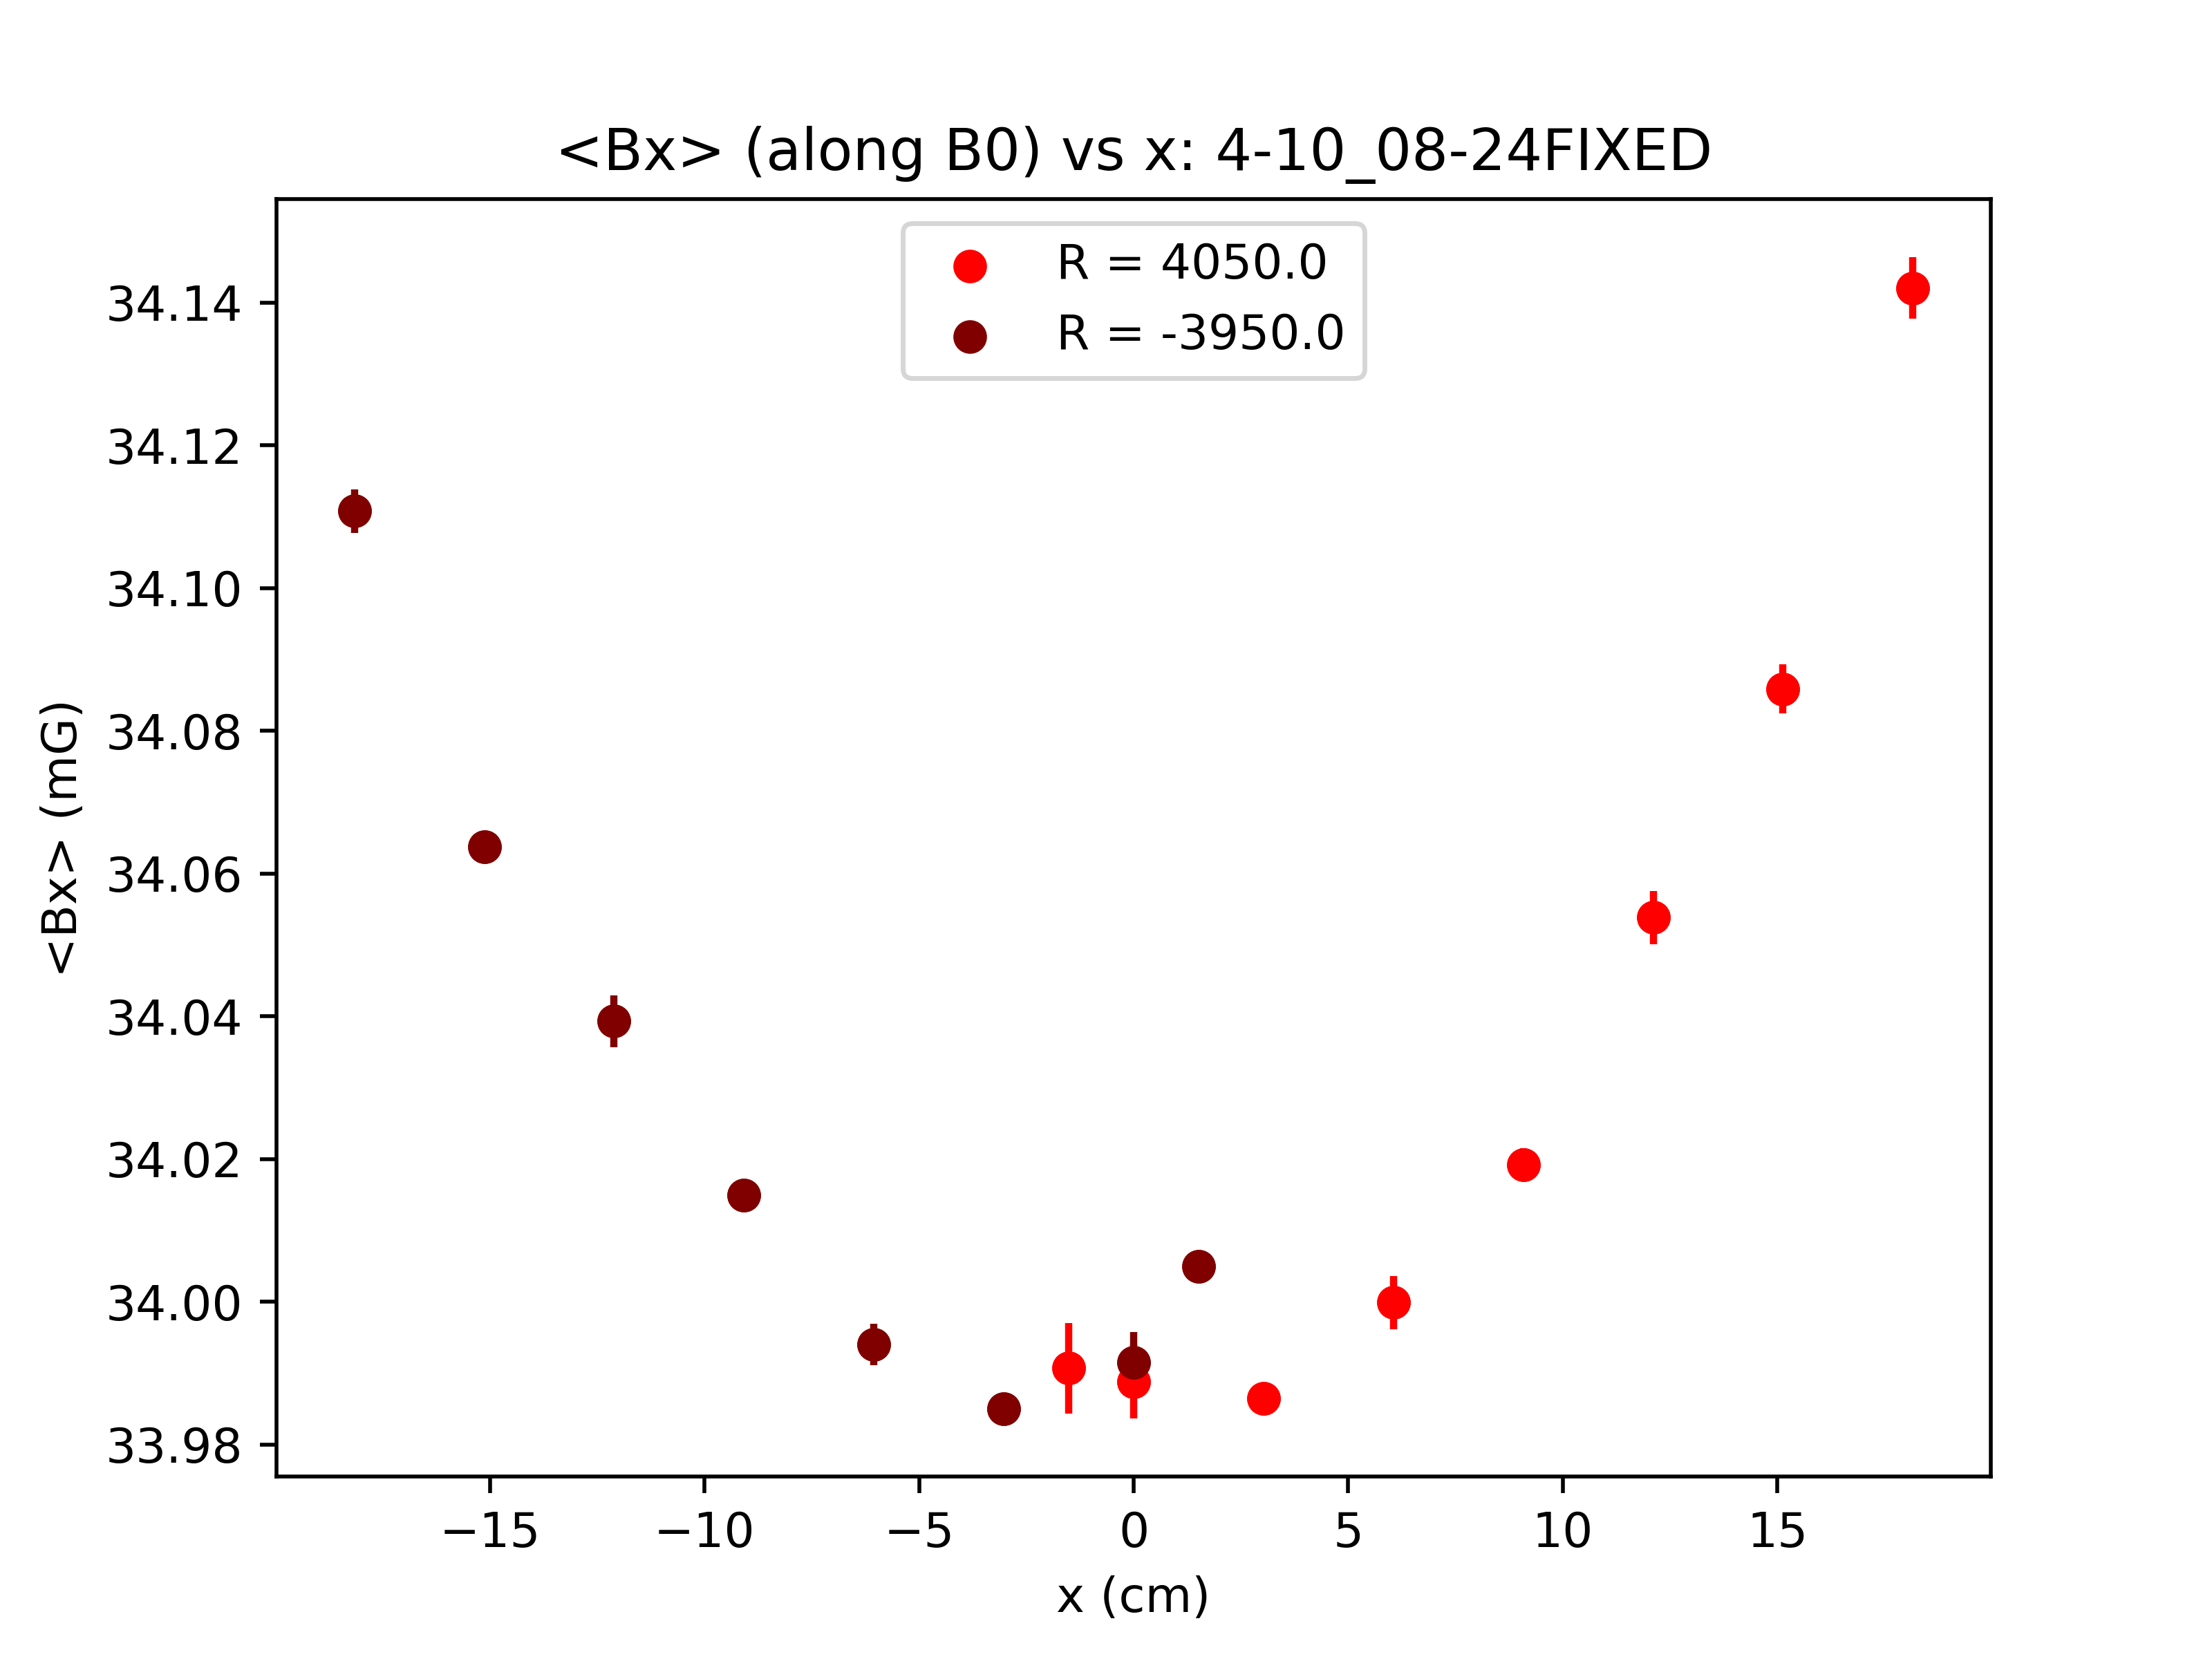 <Bx> (along B0) vs x: 4-10_08-24FIXED
R = 4050.0
R = -3950.0
34.14
34.12
34.10
34.08
34.06
34.04
34.02
34.00
33.98
<Bx> (mG)
−15 −10 −5 0 5 10 15
x (cm)